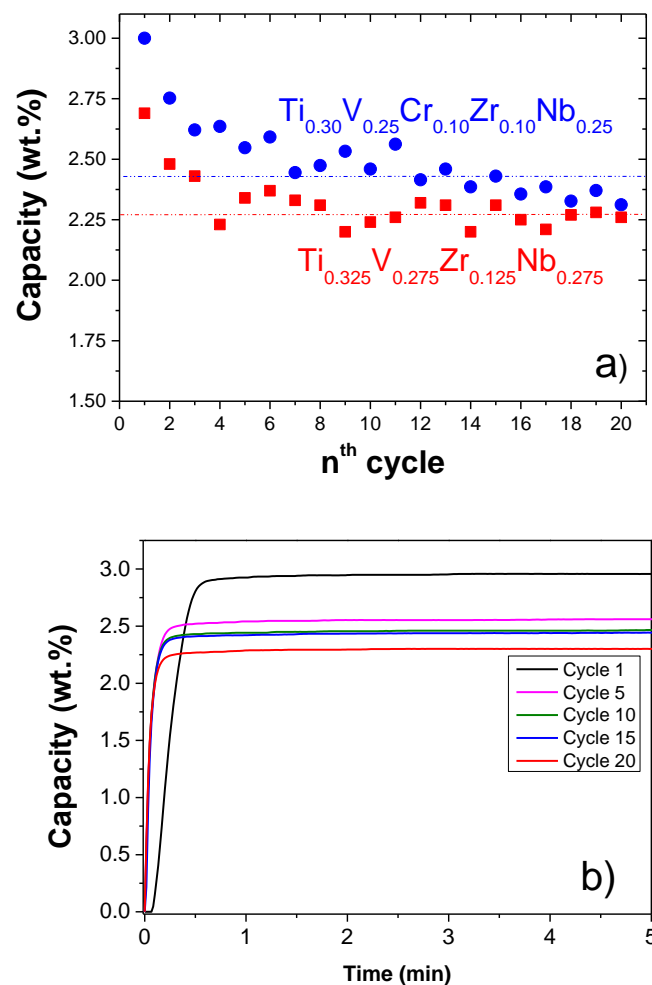 3.00
2.75
2.50
2.25
2.00
1.75
1.50
Capacity (wt.%)
Ti0.30V0.25Cr0.10Zr0.10Nb0.25
Ti0.325V0.275Zr0.125Nb0.275
a)
0 2 4 6 8 10 12 14 16 18 20
nth cycle
3.0
2.5
2.0
1.5
1.0
0.5
0.0
Capacity (wt.%)
Cycle 1
Cycle 5
Cycle 10
Cycle 15
Cycle 20
b)
0 1 2 3 4 5
Time (min)